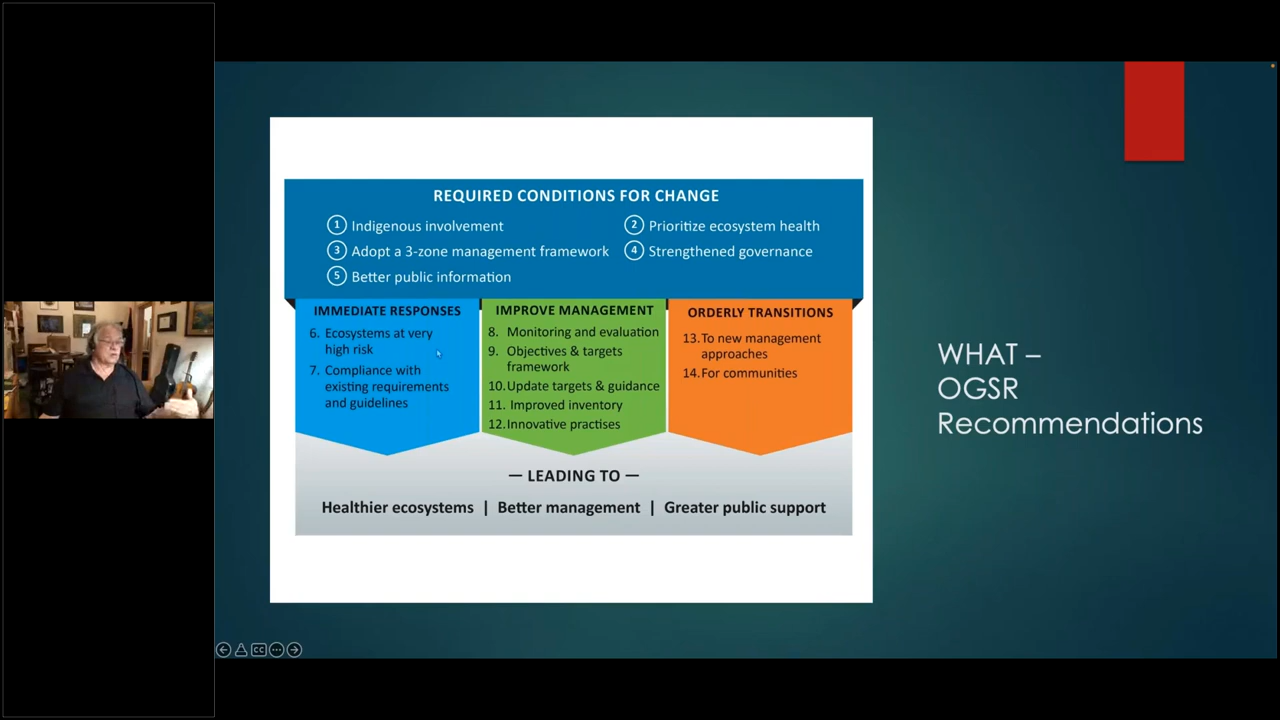 REQUIRED CONDITIONS FOR CHANGE
1 Indigenous involvement
2 Prioritize ecosystem health
3 Adopt a 3-zone management framework
4 Strengthened governance
5 Better public information
IMMEDIATE RESPONSES
6. Ecosystems at very
high risk
7. Compliance with
existing requirements
and guidelines
IMPROVE MANAGEMENT
8. Monitoring and evaluation
9. Objectives & targets
framework
10. Update targets & guidance
11. Improved inventory
12. Innovative practises
ORDERLY TRANSITIONS
13. To new management
approaches
14. For communities
— LEADING TO —
Healthier ecosystems | Better management | Greater public support
WHAT –
OGSR
Recommendations
CC